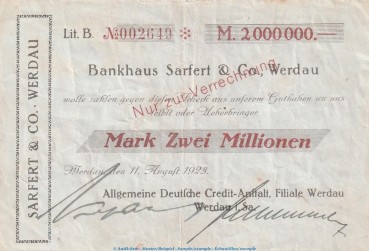 Lit. B. No 002649 * M. 2000000.—
Bankhaus Sarfert & Co., Werdau
wolle zahlen gegen diesen Scheck aus unserem Guthaben an uns
selbst oder Ueberbringer
Nur zur Verrechnung
Mark Zwei Millionen
Werdau, den 11. August 1923.
Allgemeine Deutsche Credit-Anstalt, Filiale Werdau
Werdau i. Sa.
SARFERT & CO. · WERDAU